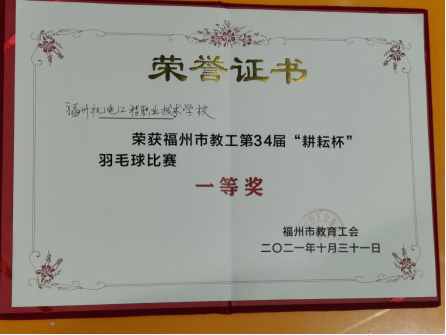 荣誉证书
福州机电工程职业技术学校
荣获福州市教工第34届“耕耘杯”
羽毛球比赛
一等奖
福州市教育工会
二〇二一年十月三十一日